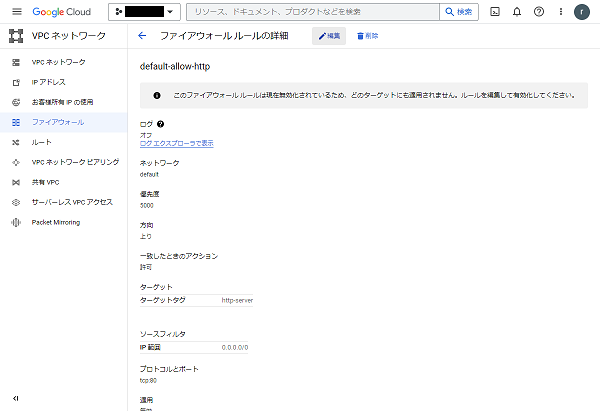 Google Cloud
リソース、ドキュメント、プロダクトなどを検索
検索
r
VPC ネットワーク
ファイアウォール ルールの詳細
編集
削除
VPC ネットワーク
IP アドレス
お客様所有 IP の使用
ファイアウォール
ルート
VPC ネットワーク ピアリング
共有 VPC
サーバーレス VPC アクセス
Packet Mirroring
default-allow-http
このファイアウォール ルールは現在無効化されているため、どのターゲットにも適用されません。ルールを編集して有効化してください。
ログ
オフ
ログ エクスプローラで表示
ネットワーク
default
優先度
5000
方向
上り
一致したときのアクション
許可
ターゲット
ターゲットタグ http-server
ソースフィルタ
IP 範囲 0.0.0.0/0
プロトコルとポート
tcp:80
適用